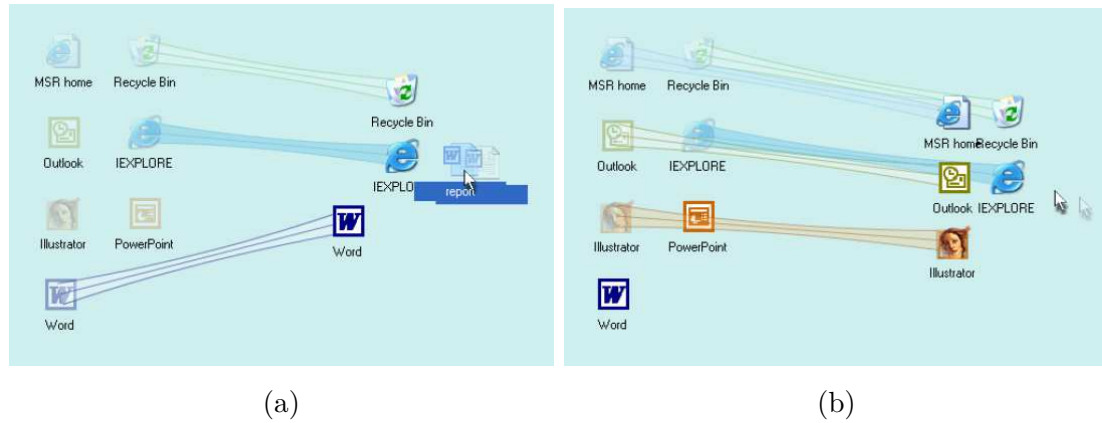 MSR home Recycle Bin
Recycle Bin
Outlook IEXPLORE
IEXPLO
report
Illustrator PowerPoint
Word
Word
MSR home Recycle Bin
MSR hom Recycle Bin
Outlook IEXPLORE
Outlook IEXPLORE
Illustrator PowerPoint
Illustrator
Word
(a)
(b)